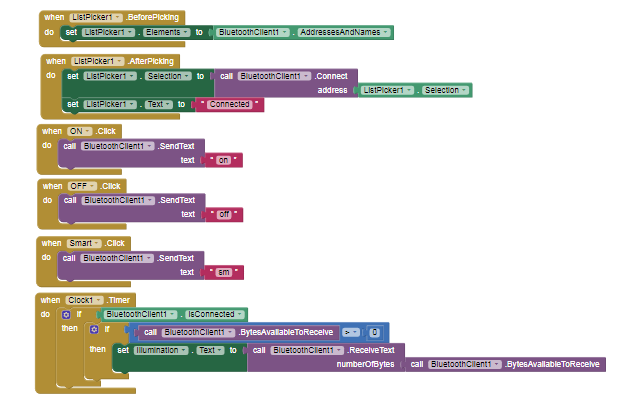 when ListPicker1 .BeforePicking
do set ListPicker1 . Elements to BluetoothClient1 . AddressesAndNames
when ListPicker1 .AfterPicking
do set ListPicker1 . Selection to call BluetoothClient1 .Connect
address ListPicker1 . Selection
set ListPicker1 . Text to " Connected "
when ON .Click
do call BluetoothClient1 .SendText
text " on "
when OFF .Click
do call BluetoothClient1 .SendText
text " off "
when Smart .Click
do call BluetoothClient1 .SendText
text " sm "
when Clock1 .Timer
do if BluetoothClient1 . IsConnected
then if call BluetoothClient1 .BytesAvailableToReceive > 0
then set Illumination . Text to call BluetoothClient1 .ReceiveText
numberOfBytes call BluetoothClient1 .BytesAvailableToReceive